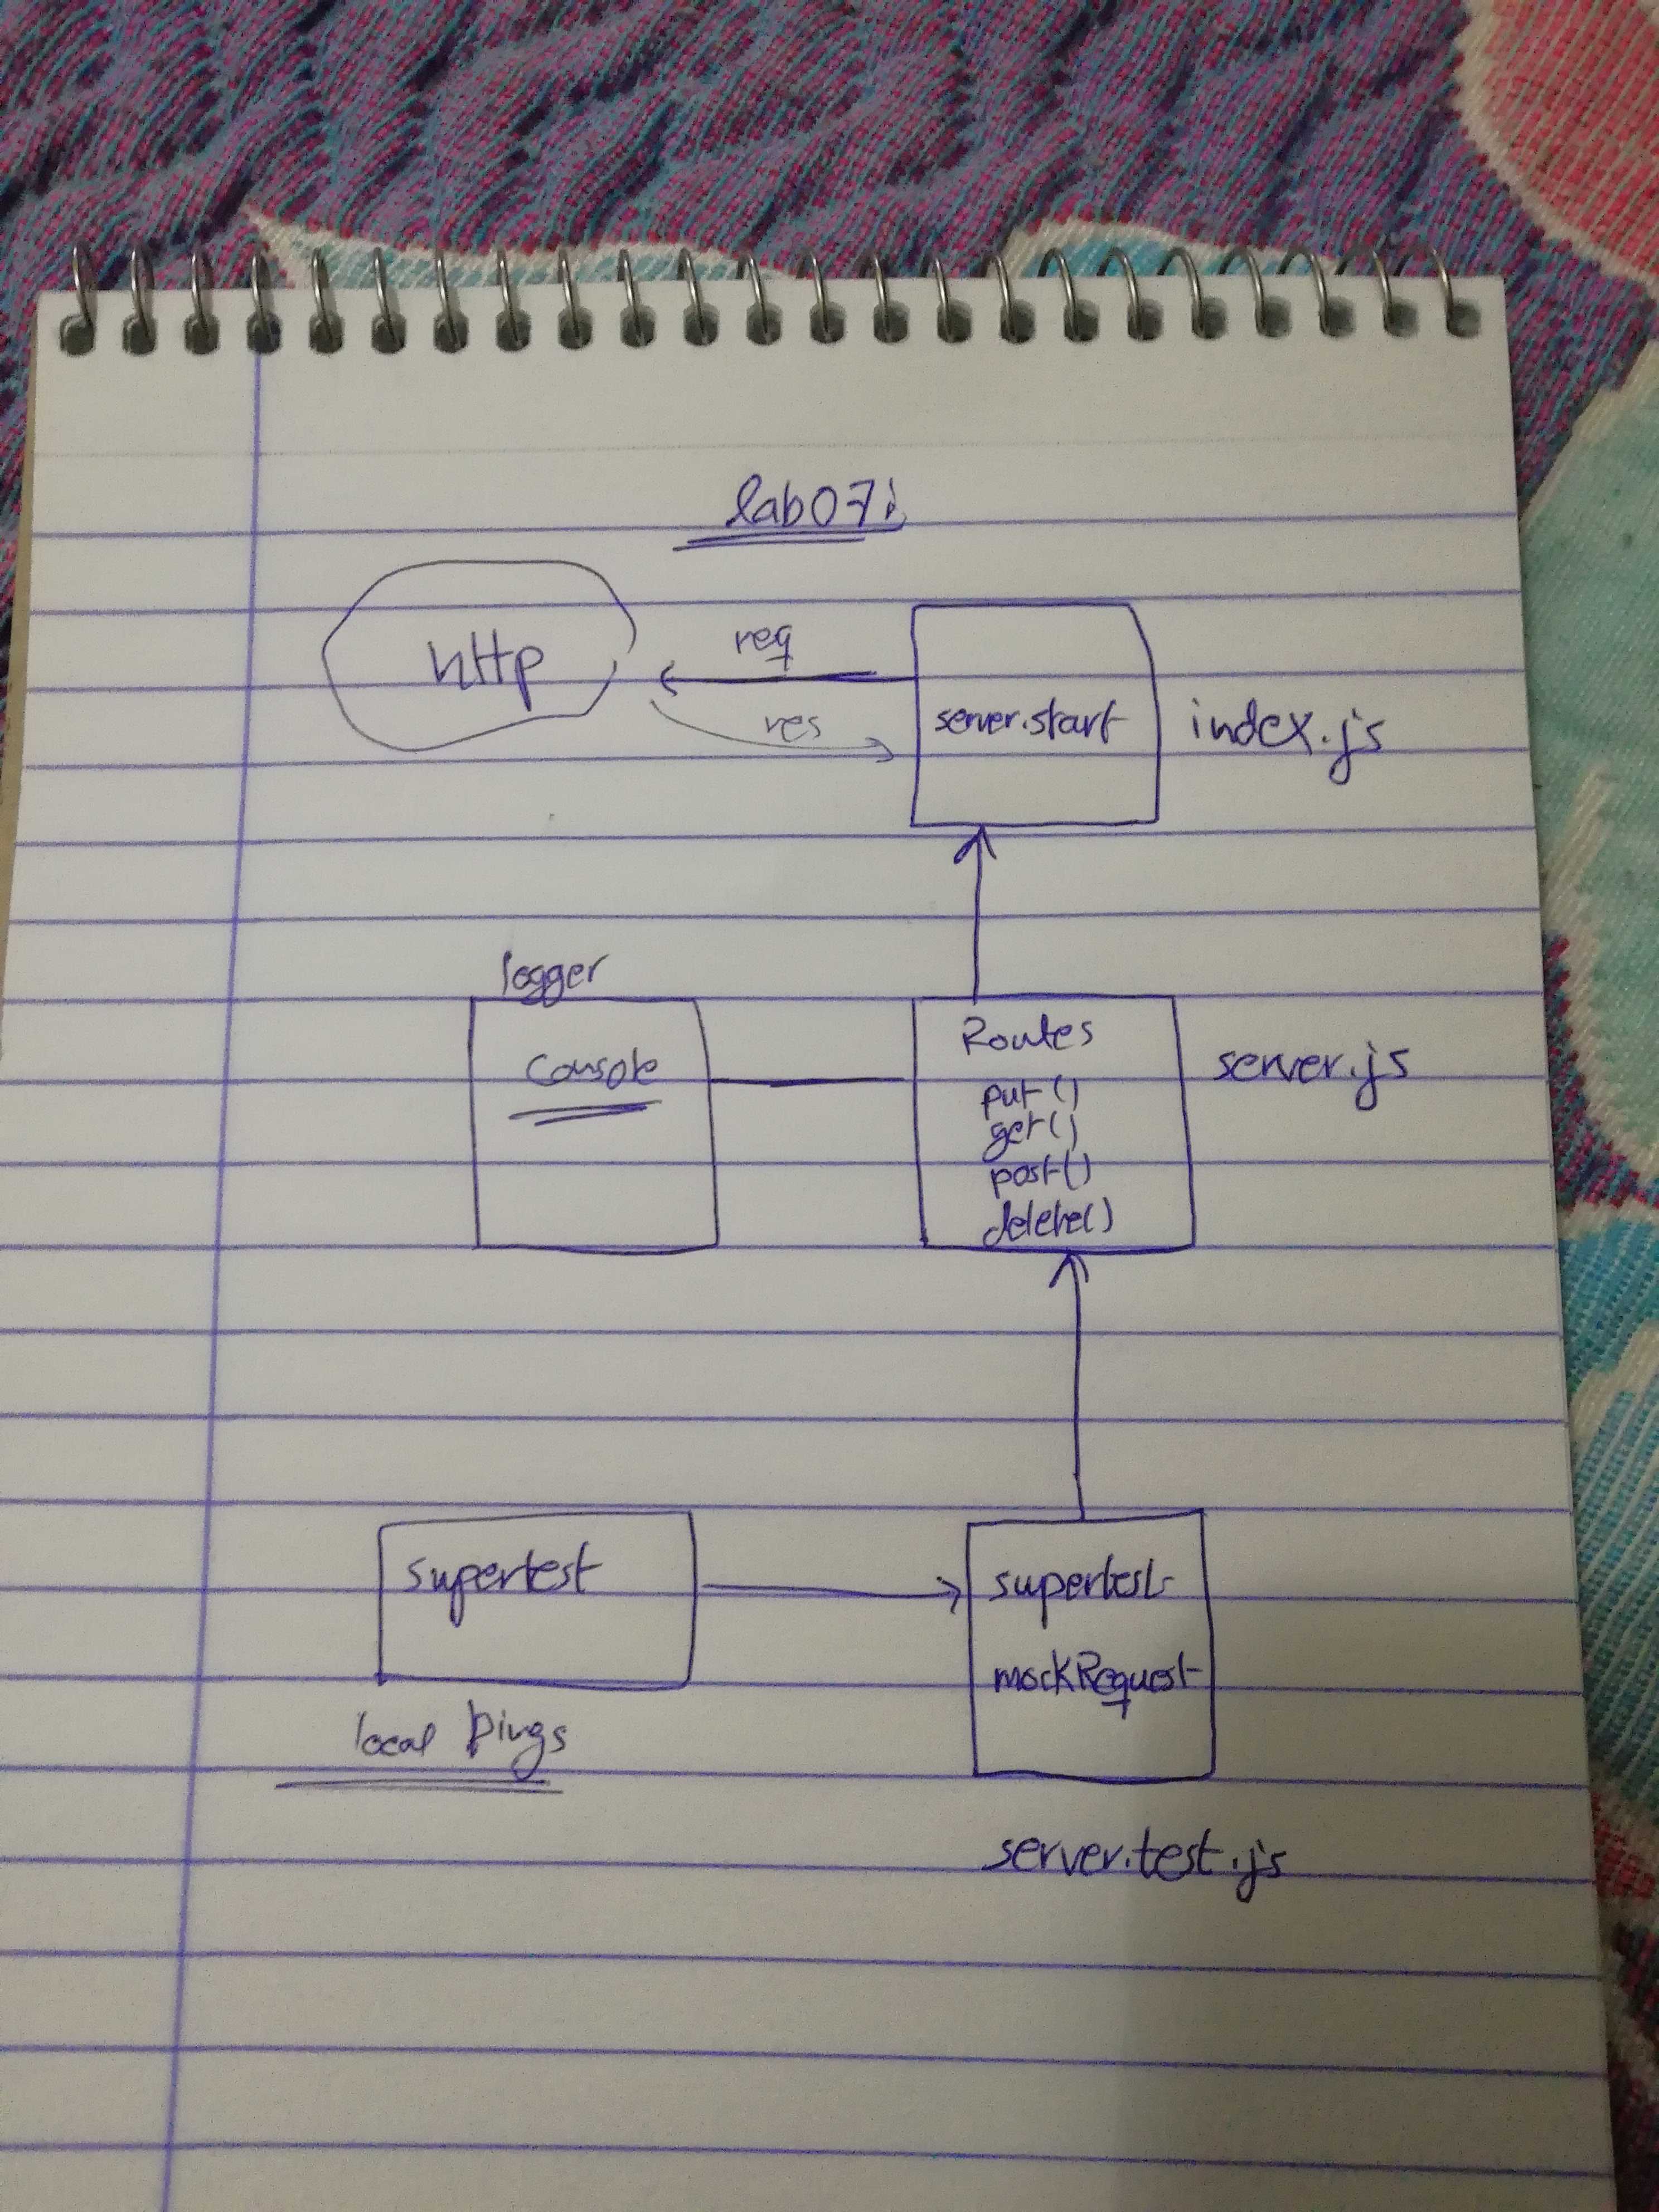 lab07
http
req
res
server.start
index.js
logger
console
Routes
put()
get()
post()
delete()
server.js
supertest
local pings
supertest
mockRequest
server.test.js